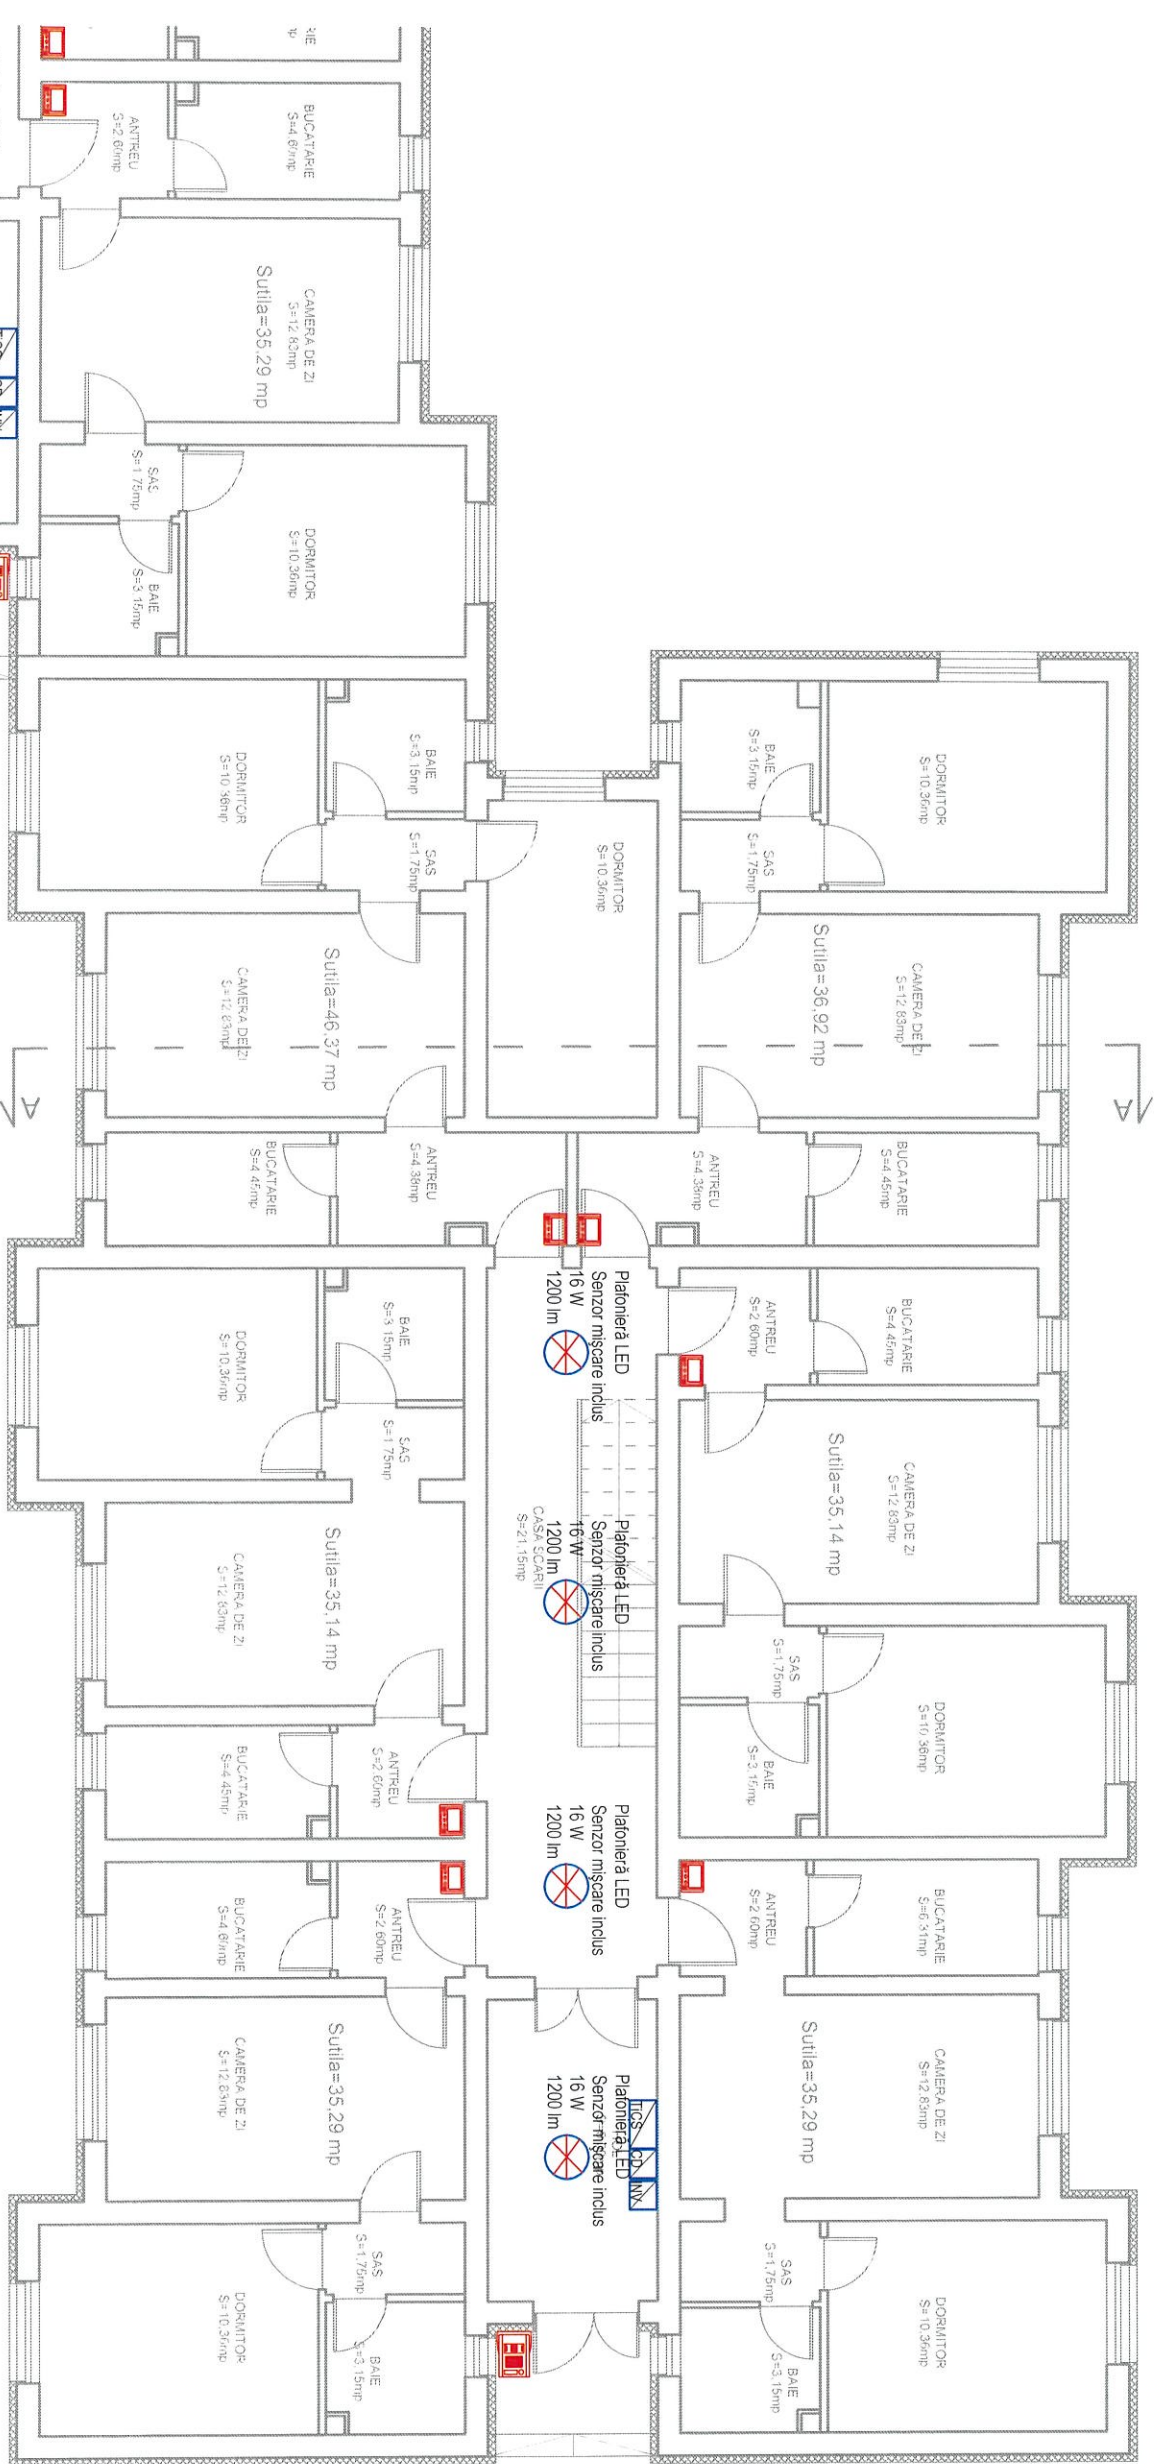 ANTREU
S=2.60mp
BUCATARIE
S=4.60mp
CAMERA DE ZI
S=12.83mp
Sutila=35,29 mp
SAS
S=1.75mp
DORMITOR
S=10.36mp
BAIE
S=3.15mp
DORMITOR
S=10.36mp
BAIE
S=3.15mp
SAS
S=1.75mp
DORMITOR
S=10.36mp
BAIE
S=3.15mp
SAS
S=1.75mp
DORMITOR
S=10.36mp
CAMERA DE ZI
S=12.83mp
Sutila=46,37 mp
CAMERA DE ZI
S=12.83mp
Sutila=36,92 mp
A
A
BUCATARIE
S=4.45mp
ANTREU
S=4.38mp
ANTREU
S=4.38mp
BUCATARIE
S=4.45mp
Plafonieră LED
Senzor mișcare inclus
16 W
1200 lm
ANTREU
S=2.60mp
BUCATARIE
S=4.45mp
DORMITOR
S=10.36mp
BAIE
S=3.15mp
SAS
S=1.75mp
CAMERA DE ZI
S=12.83mp
Sutila=35,14 mp
Plafonieră LED
Senzor mișcare inclus
16 W
1200 lm
CASA SCARII
S=21.15mp
CAMERA DE ZI
S=12.83mp
Sutila=35,14 mp
SAS
S=1.75mp
BAIE
S=3.15mp
DORMITOR
S=10.36mp
BUCATARIE
S=4.45mp
ANTREU
S=2.60mp
Plafonieră LED
Senzor mișcare inclus
16 W
1200 lm
BUCATARIE
S=4.60mp
ANTREU
S=2.60mp
ANTREU
S=2.60mp
BUCATARIE
S=6.31mp
CAMERA DE ZI
S=12.83mp
Sutila=35,29 mp
Plafonieră LED
Senzor mișcare inclus
16 W
1200 lm
TICS
CD
INV
Sutila=35,29 mp
CAMERA DE ZI
S=12.83mp
DORMITOR
S=10.36mp
SAS
S=1.75mp
BAIE
S=3.15mp
SAS
S=1.75mp
BAIE
S=3.15mp
DORMITOR
S=10.36mp